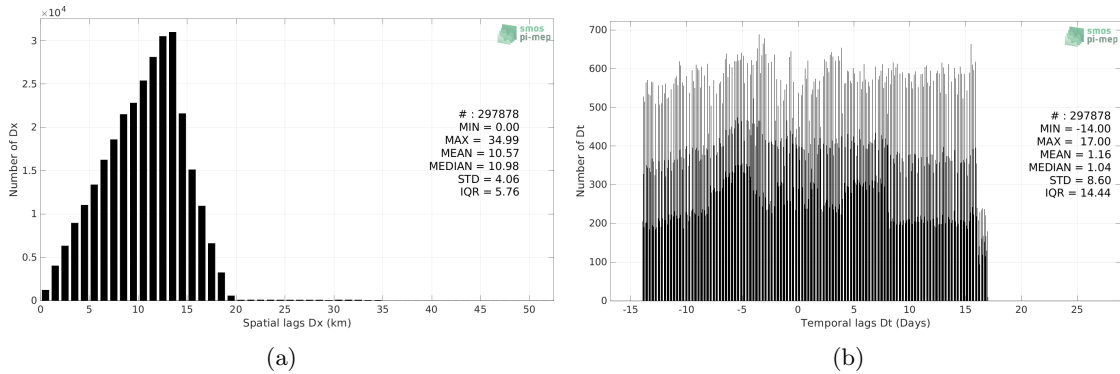 ×10⁴
3
2.5
2
1.5
1
0.5
0
Number of Dx
0 5 10 15 20 25 30 35 40 45 50
Spatial lags Dx (km)
smos
pi-mep
# : 297878
MIN = 0.00
MAX = 34.99
MEAN = 10.57
MEDIAN = 10.98
STD = 4.06
IQR = 5.76
(a)
700
600
500
400
300
200
100
0
Number of Dt
-15 -10 -5 0 5 10 15 20 25
Temporal lags Dt (Days)
smos
pi-mep
# : 297878
MIN = -14.00
MAX = 17.00
MEAN = 1.16
MEDIAN = 1.04
STD = 8.60
IQR = 14.44
(b)